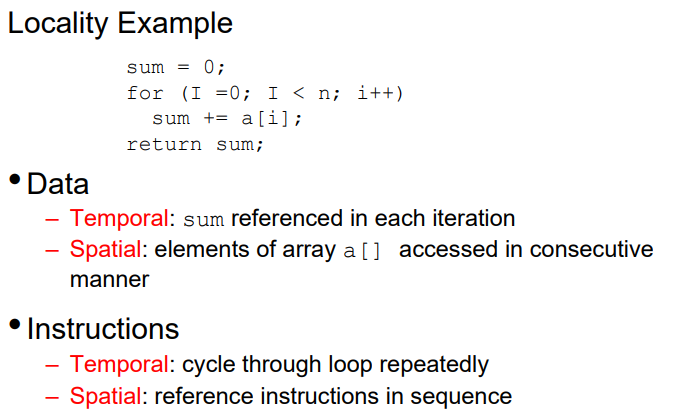 Locality Example
sum = 0;
for (I =0; I < n; i++)
sum += a[i];
return sum;
• Data
– Temporal: sum referenced in each iteration
– Spatial: elements of array a[] accessed in consecutive
manner
• Instructions
– Temporal: cycle through loop repeatedly
– Spatial: reference instructions in sequence